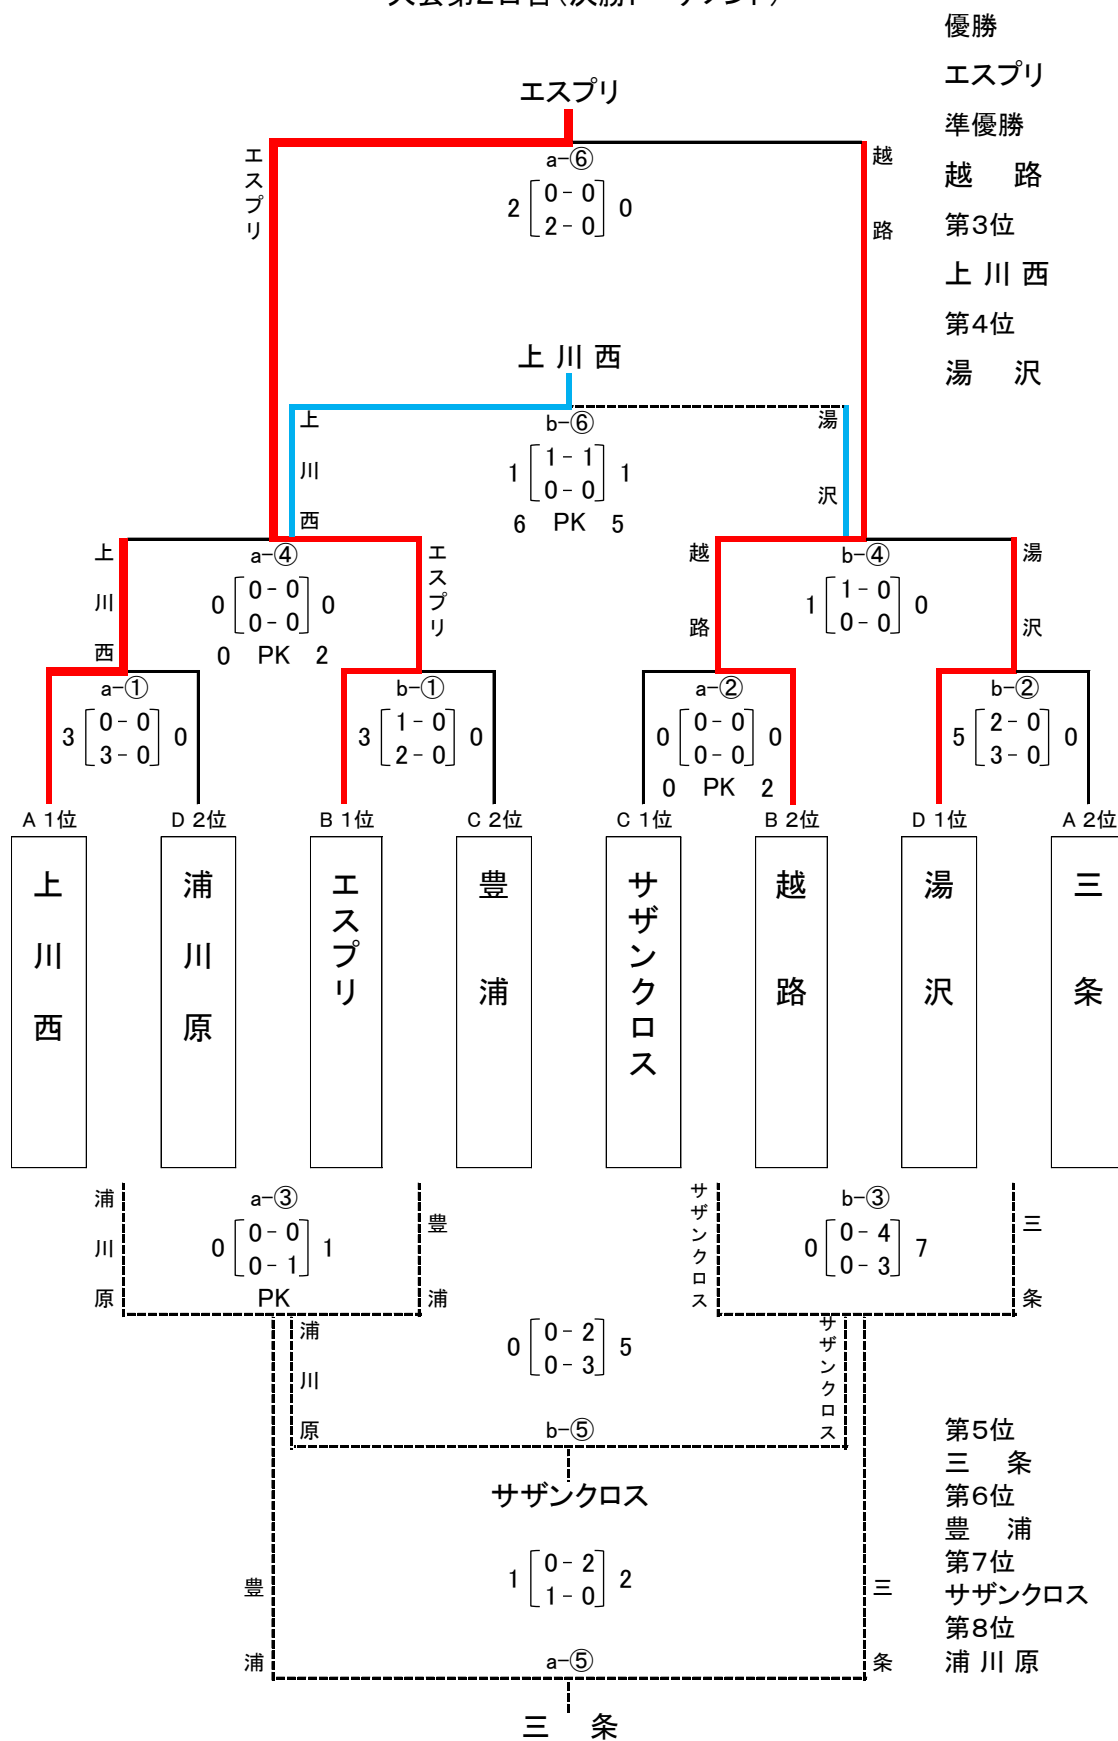 優勝
エスプリ
準優勝
越　路
第3位
上 川 西
第4位
湯　沢
エスプリ
エスプリ
a-⑥
越路
2 0- 0 0
2- 0
上 川 西
上川西
b-⑥
湯沢
1 1- 1 1
0- 0
6 PK 5
上川西
a-④
エスプリ
0 0- 0 0
0- 0
0 PK 2
越路
b-④
湯沢
1 1- 0 0
0- 0
a-①
3 0- 0 0
3- 0
b-①
3 1- 0 0
2- 0
a-②
0 0- 0 0
0- 0
0 PK 2
b-②
5 2- 0 0
3- 0
A 1位 D 2位 B 1位 C 2位 C 1位 B 2位 D 1位 A 2位
上川西
浦川原
エスプリ
豊浦
サザンクロス
越路
湯沢
三条
浦川原
a-③
豊浦
0 0- 0 1
0- 1
PK
サザンクロス
b-③
三条
0 0- 4 7
0- 3
浦川原
0 0- 2 5
0- 3
サザンクロス
b-⑤
サザンクロス
豊浦
1 0- 2 2
1- 0
三条
a-⑤
三　条
第5位
三　条
第6位
豊　浦
第7位
サザンクロス
第8位
浦 川 原